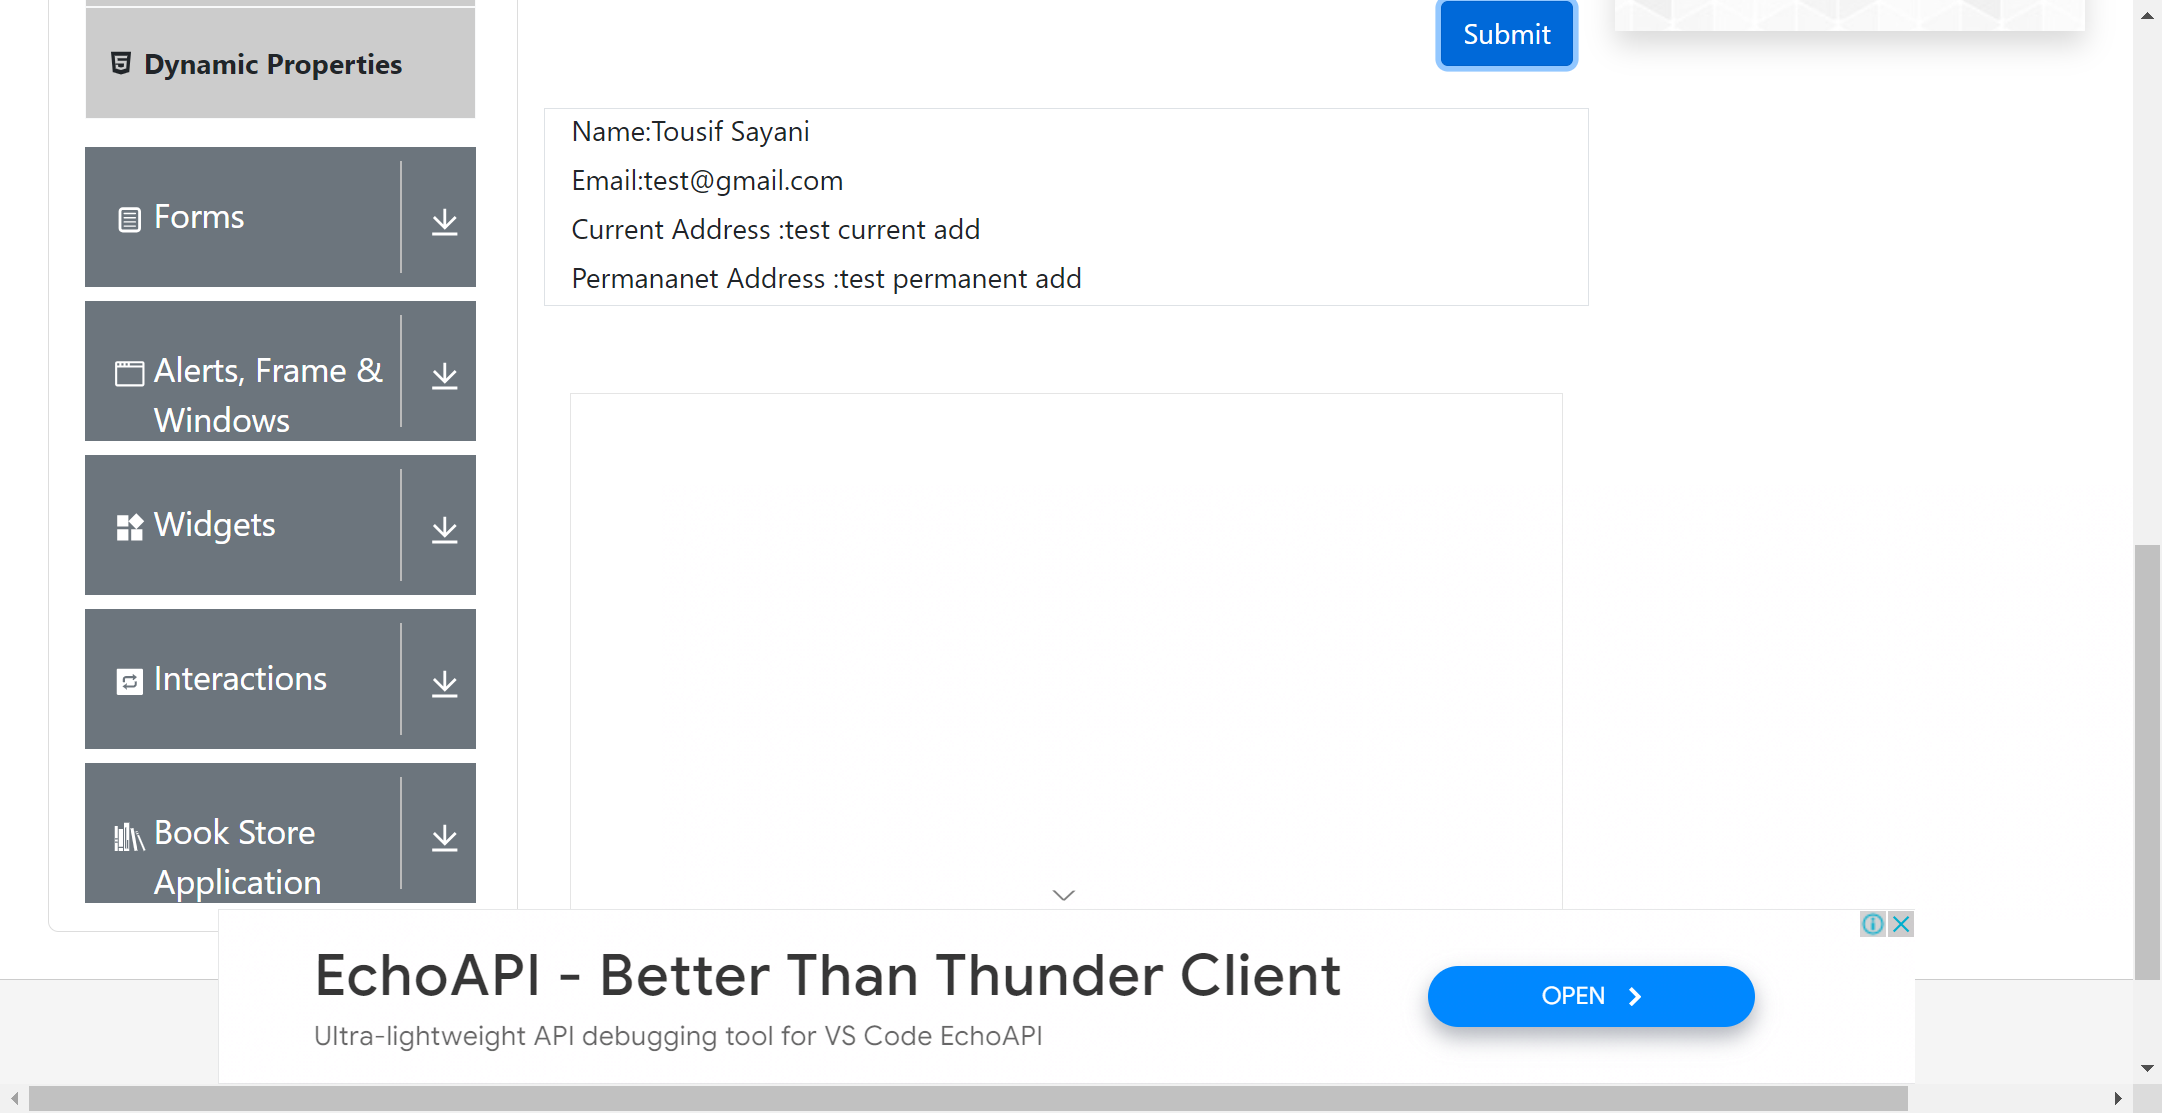 Dynamic Properties
Forms
Alerts, Frame &
Windows
Widgets
Interactions
Book Store
Application
Submit
Name:Tousif Sayani
Email:test@gmail.com
Current Address :test current add
Permananet Address :test permanent add
EchoAPI - Better Than Thunder Client
Ultra-lightweight API debugging tool for VS Code EchoAPI
OPEN